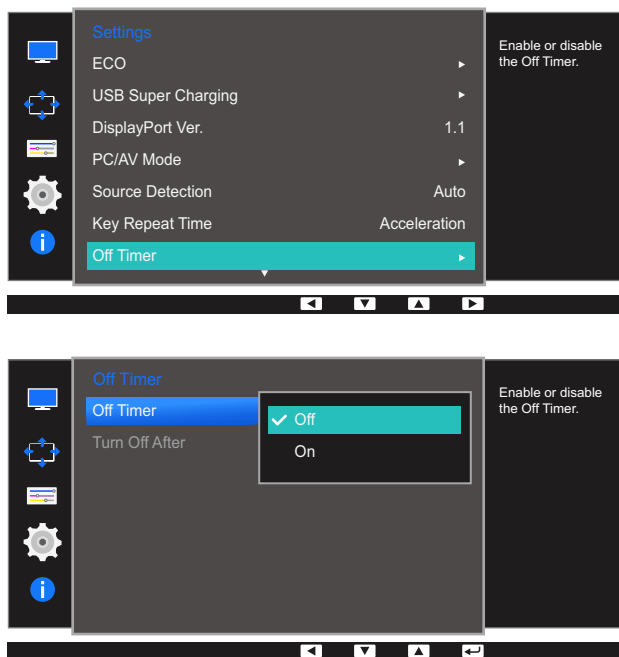 Settings
ECO
USB Super Charging
DisplayPort Ver. 1.1
PC/AV Mode
Source Detection Auto
Key Repeat Time Acceleration
Off Timer
Enable or disable
the Off Timer.
Off Timer
Off Timer
Off
Turn Off After
On
Enable or disable
the Off Timer.